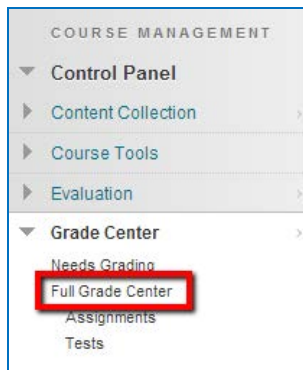 COURSE MANAGEMENT
Control Panel
Content Collection
Course Tools
Evaluation
Grade Center
Needs Grading
Full Grade Center
Assignments
Tests